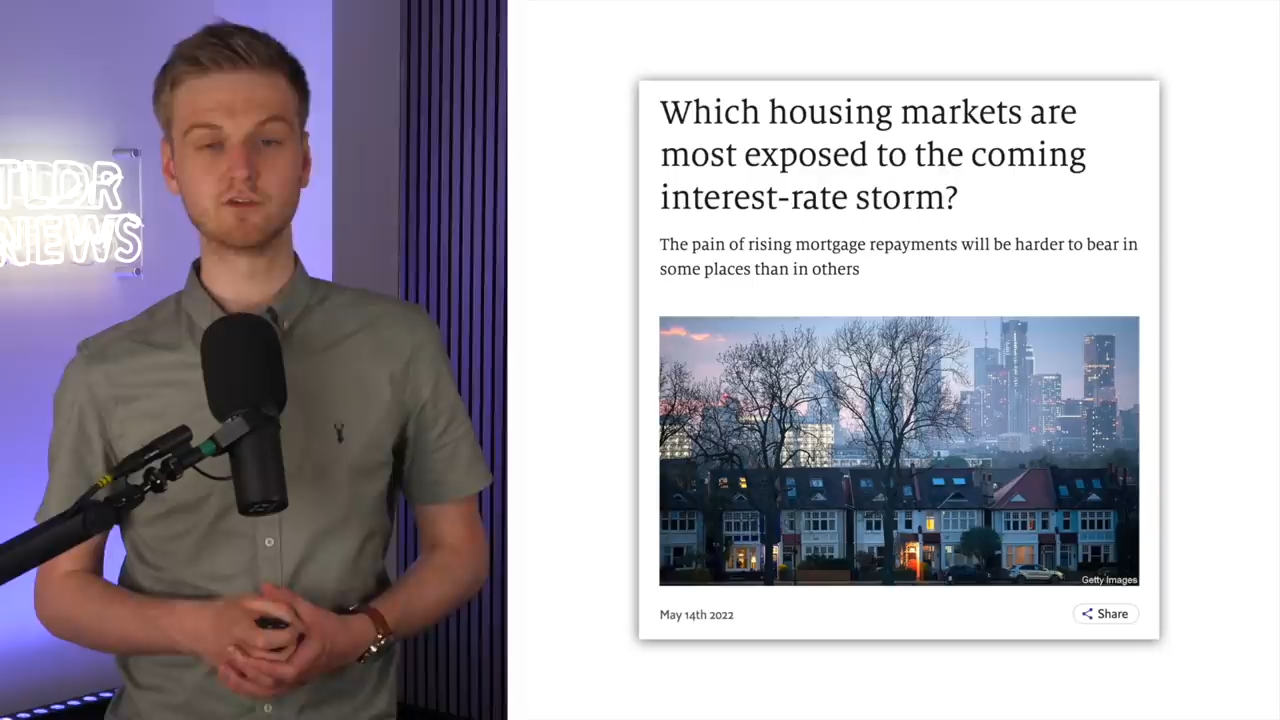 TLDR
NEWS
Which housing markets are
most exposed to the coming
interest-rate storm?
The pain of rising mortgage repayments will be harder to bear in
some places than in others
Getty Images
May 14th 2022
Share